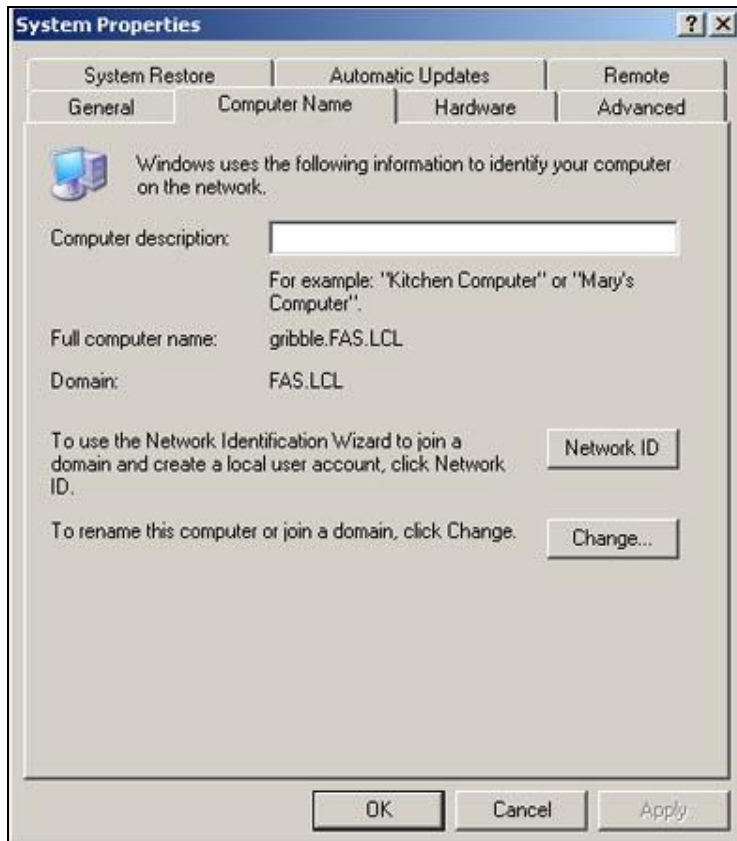 System Properties
System Restore
Automatic Updates
Remote
General
Computer Name
Hardware
Advanced
Windows uses the following information to identify your computer
on the network.
Computer description:
For example: "Kitchen Computer" or "Mary's
Computer".
Full computer name: gribble.FAS.LCL
Domain: FAS.LCL
To use the Network Identification Wizard to join a
domain and create a local user account, click Network
ID.
Network ID
To rename this computer or join a domain, click Change.
Change...
OK
Cancel
Apply